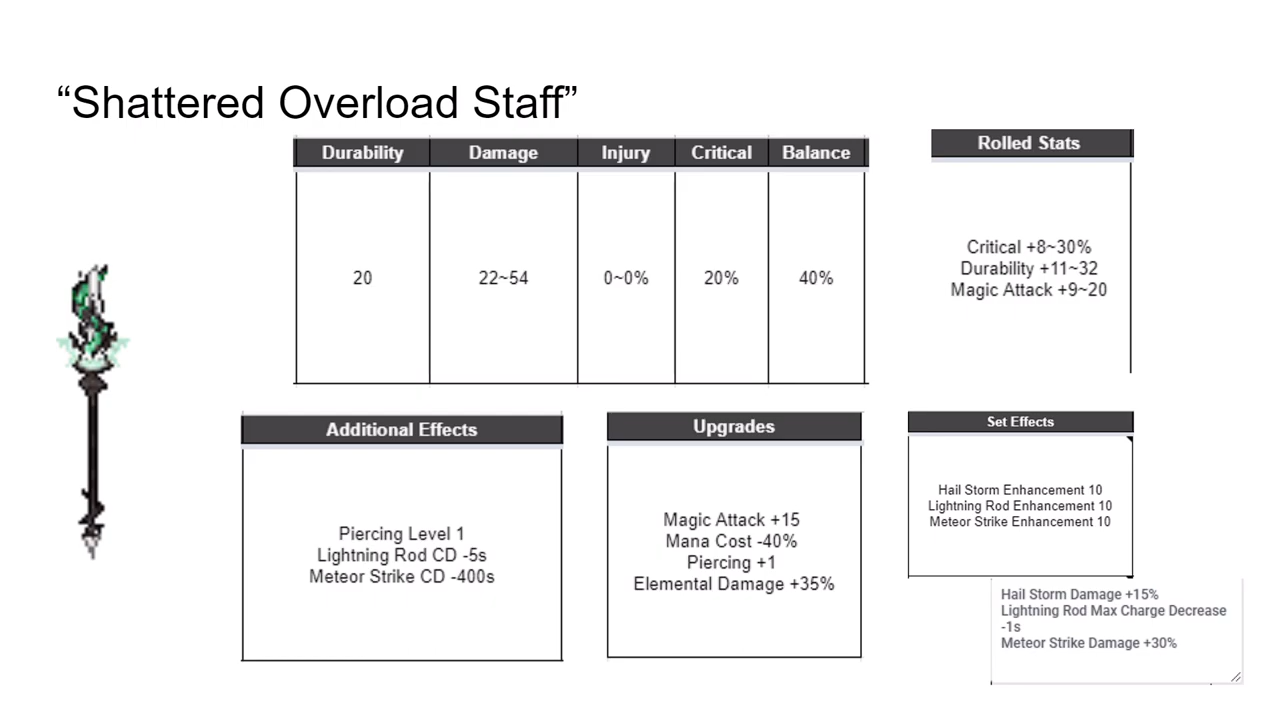 “Shattered Overload Staff”
Durability Damage Injury Critical Balance
20 22~54 0~0% 20% 40%
Rolled Stats
Critical +8~30%
Durability +11~32
Magic Attack +9~20
Additional Effects
Piercing Level 1
Lightning Rod CD -5s
Meteor Strike CD -400s
Upgrades
Magic Attack +15
Mana Cost -40%
Piercing +1
Elemental Damage +35%
Set Effects
Hail Storm Enhancement 10
Lightning Rod Enhancement 10
Meteor Strike Enhancement 10
Hail Storm Damage +15%
Lightning Rod Max Charge Decrease
-1s
Meteor Strike Damage +30%